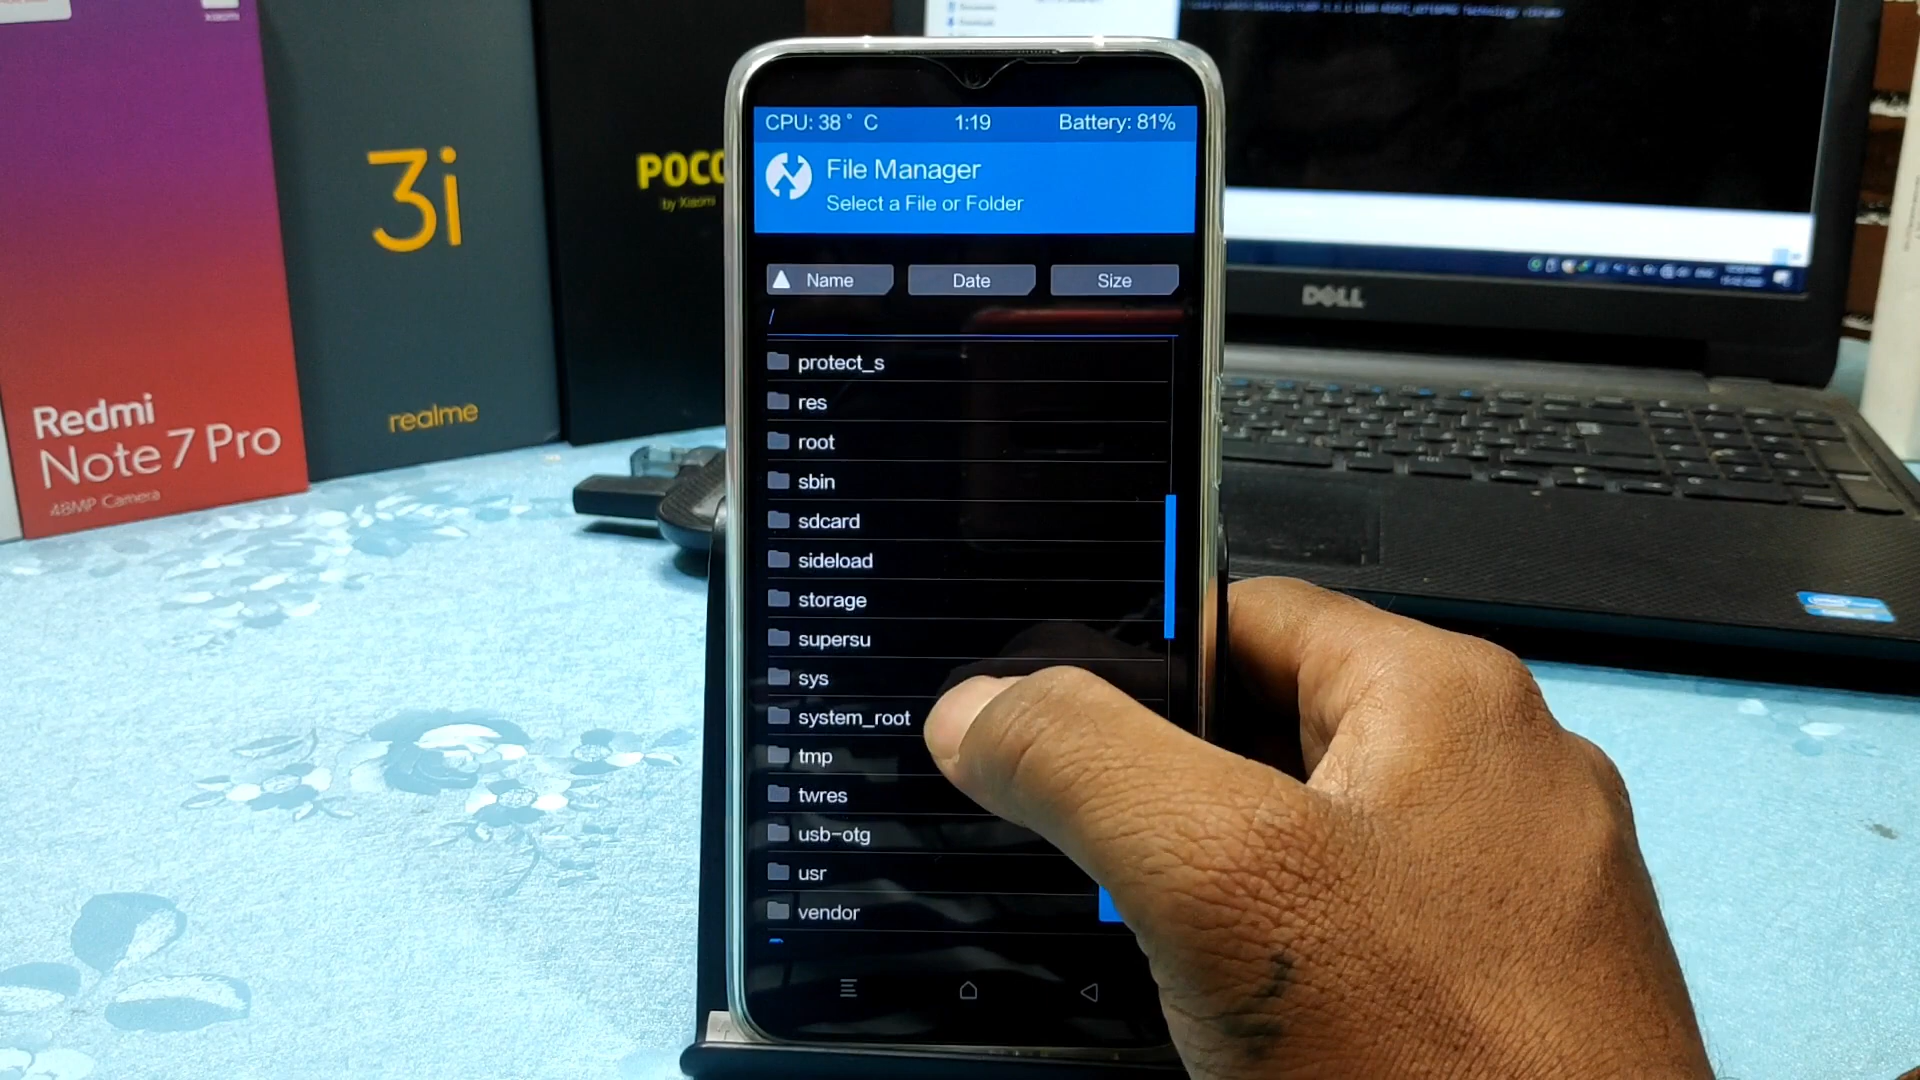 Redmi
Note 7 Pro
48MP Camera
3i
realme
POCO
by Xiaomi
CPU: 38° C 1:19 Battery: 81%
File Manager
Select a File or Folder
Name Date Size
/
protect_s
res
root
sbin
sdcard
sideload
storage
supersu
sys
system_root
tmp
twres
usb-otg
usr
vendor
DELL